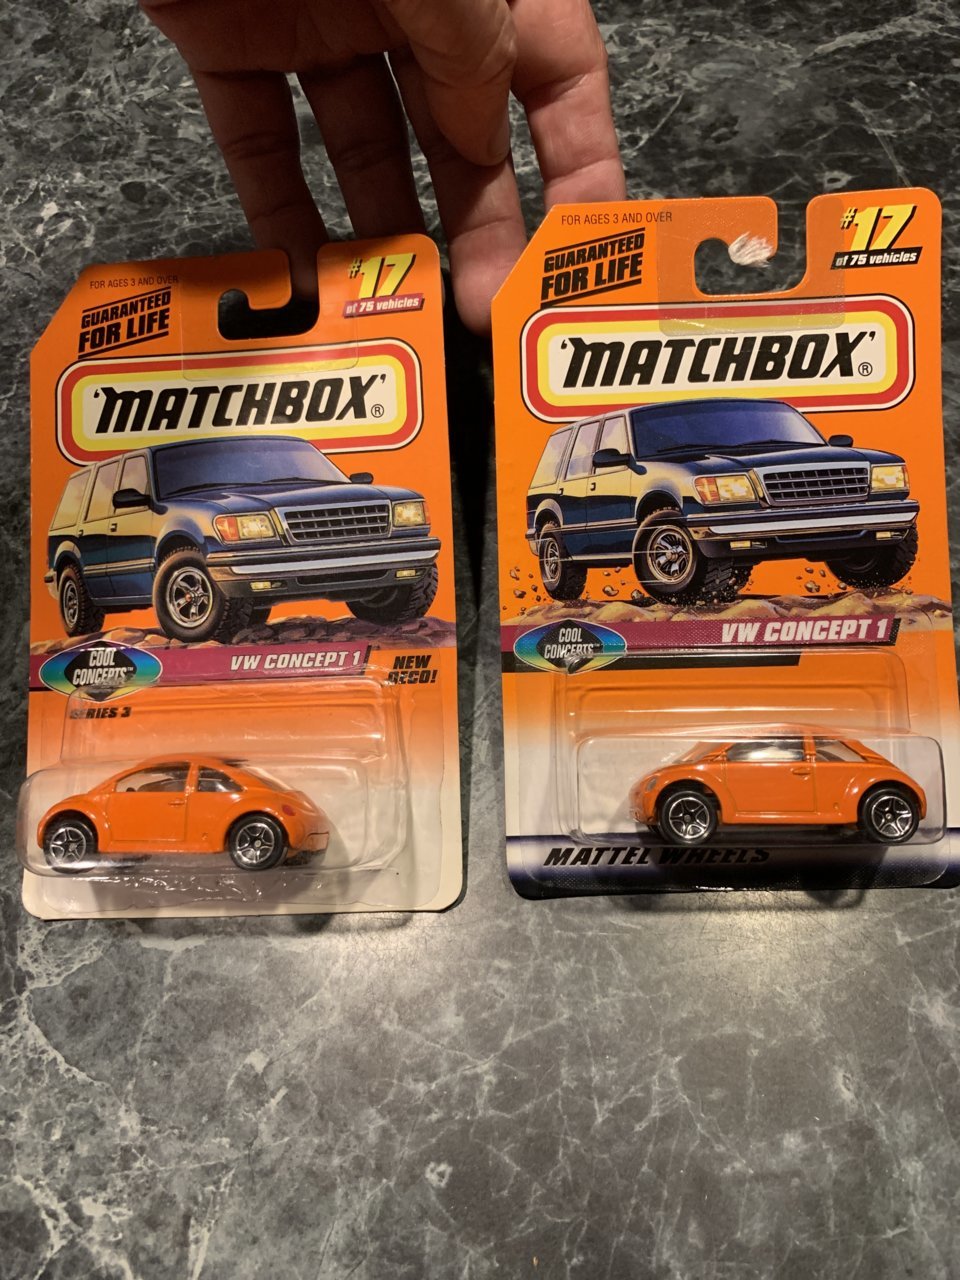 FOR AGES 3 AND OVER
GUARANTEED
FOR LIFE
#17
of 75 vehicles
'MATCHBOX'®
COOL
CONCEPTS™
VW CONCEPT 1
NEW
DECO!
SERIES 3
FOR AGES 3 AND OVER
GUARANTEED
FOR LIFE
#17
of 75 vehicles
'MATCHBOX'®
COOL
CONCEPTS™
VW CONCEPT 1
MATTEL WHEELS